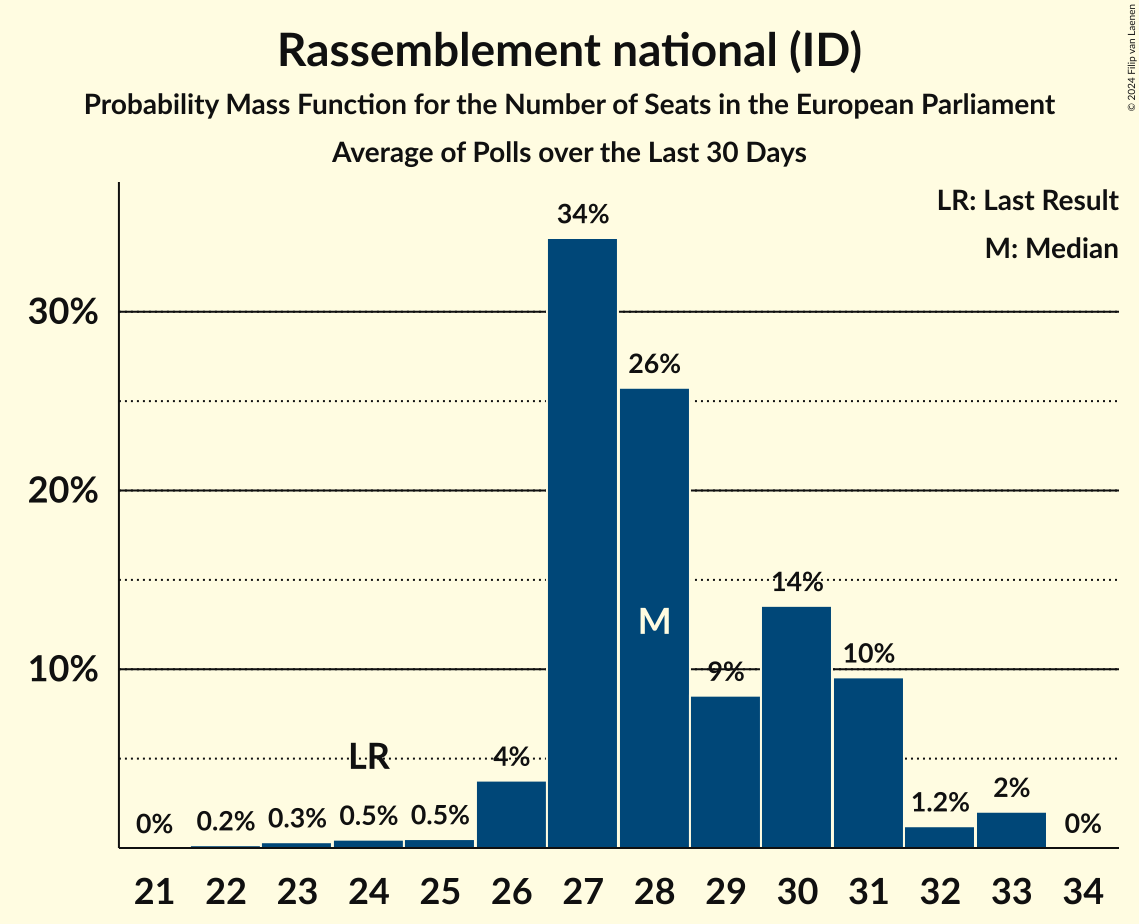 Rassemblement national (ID)
Probability Mass Function for the Number of Seats in the European Parliament
Average of Polls over the Last 30 Days
© 2024 Filip van Laenen
LR: Last Result
M: Median
34%
30%
26%
20%
14%
M
10%
10%
9%
LR
4%
0%
0.2%
0.3%
0.5%
0.5%
1.2%
2%
0%
21 22 23 24 25 26 27 28 29 30 31 32 33 34